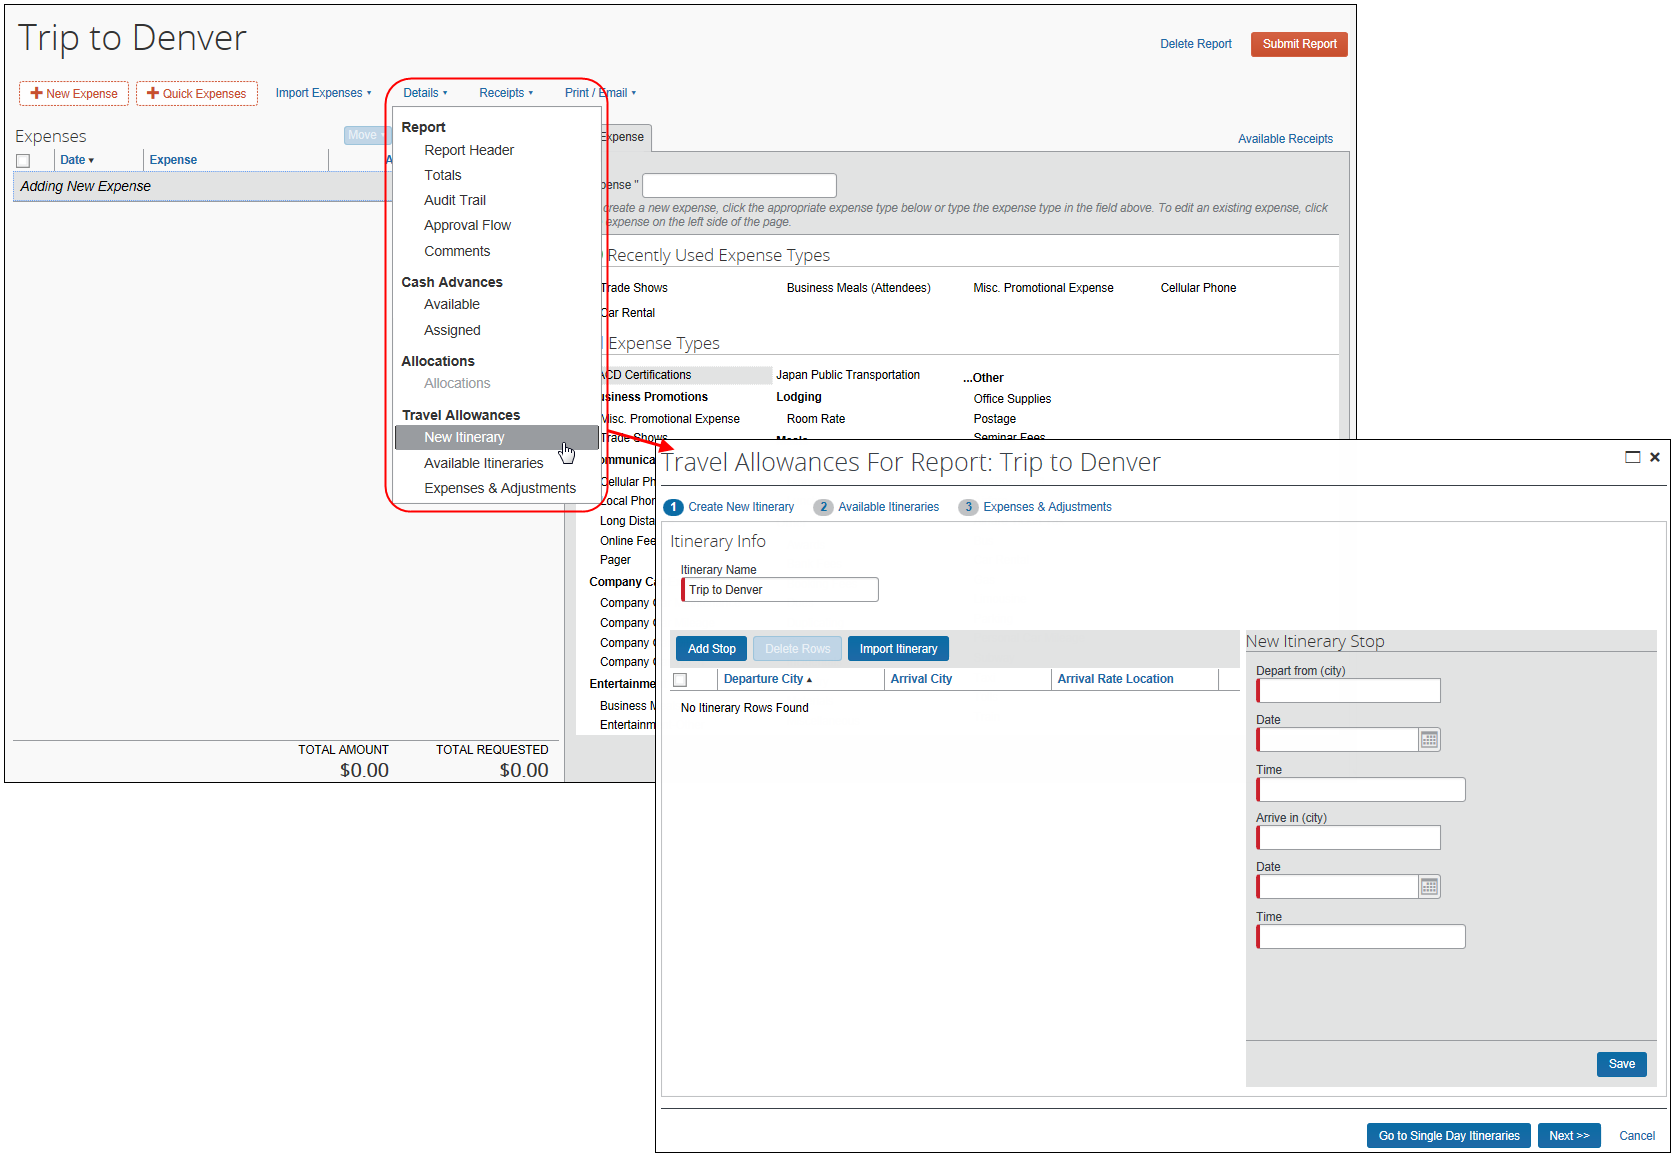 Trip to Denver
Delete Report
Submit Report
New Expense
Quick Expenses
Import Expenses
Details
Receipts
Print / Email
Expenses
Move
Date
Expense
A
Adding New Expense
Report
Report Header
Totals
Audit Trail
Approval Flow
Comments
Cash Advances
Available
Assigned
Allocations
Allocations
Travel Allowances
New Itinerary
Available Itineraries
Expenses & Adjustments
TOTAL AMOUNT
TOTAL REQUESTED
$0.00
$0.00
Expense
Available Receipts
create a new expense, click the appropriate expense type below or type the expense type in the field above. To edit an existing expense, click
expense on the left side of the page.
Recently Used Expense Types
Trade Shows
Business Meals (Attendees)
Misc. Promotional Expense
Cellular Phone
Car Rental
Expense Types
ACD Certifications
Japan Public Transportation
...Other
Lodging
Office Supplies
Promotions
Misc. Promotional Expense
Room Rate
Postage
Trade Shows
Seminar Fees
Cellular Ph
Local Phon
Long Dista
Online Fee
Pager
Company Ca
Company
Company
Company
Company
Entertainme
Business M
Entertainm
Travel Allowances For Report: Trip to Denver
1 Create New Itinerary
2 Available Itineraries
3 Expenses & Adjustments
Itinerary Info
Itinerary Name
Trip to Denver
Add Stop
Delete Rows
Import Itinerary
Departure City
Arrival City
Arrival Rate Location
No Itinerary Rows Found
New Itinerary Stop
Depart from (city)
Date
Time
Arrive in (city)
Date
Time
Save
Go to Single Day Itineraries
Next >>
Cancel